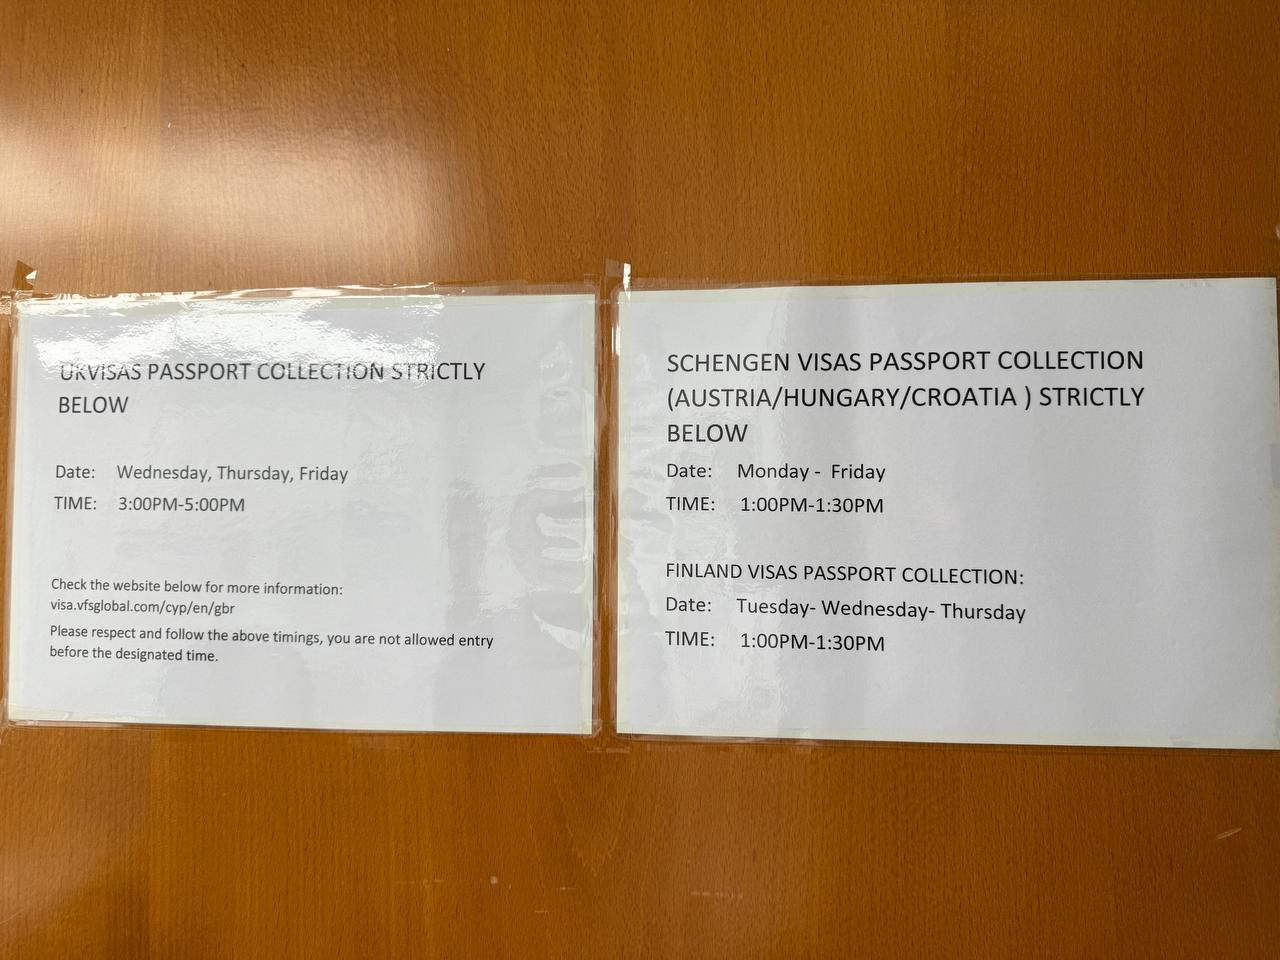 UKVISAS PASSPORT COLLECTION STRICTLY
BELOW
Date: Wednesday, Thursday, Friday
TIME: 3:00PM-5:00PM
Check the website below for more information:
visa.vfsglobal.com/cyp/en/gbr
Please respect and follow the above timings, you are not allowed entry
before the designated time.
SCHENGEN VISAS PASSPORT COLLECTION
(AUSTRIA/HUNGARY/CROATIA ) STRICTLY
BELOW
Date: Monday - Friday
TIME: 1:00PM-1:30PM
FINLAND VISAS PASSPORT COLLECTION:
Date: Tuesday- Wednesday- Thursday
TIME: 1:00PM-1:30PM